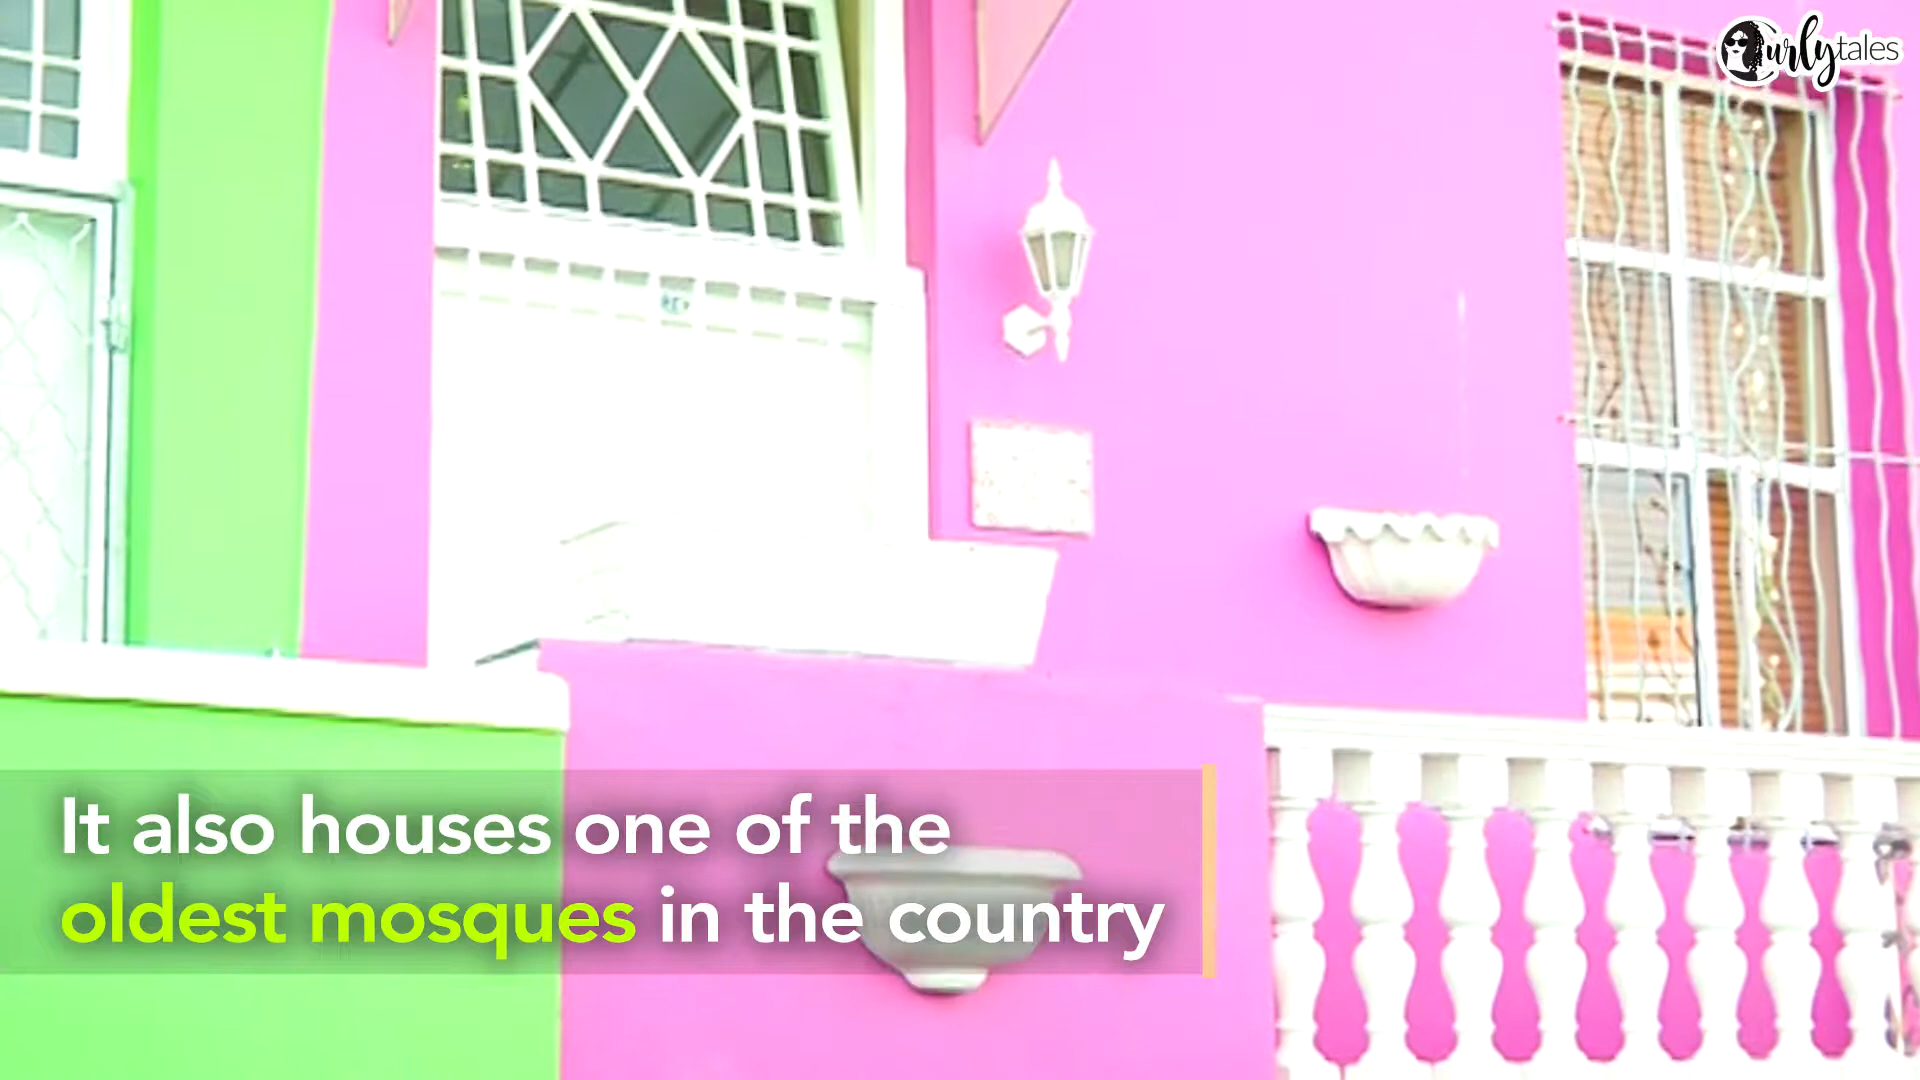 Curlytales
It also houses one of the
oldest mosques in the country